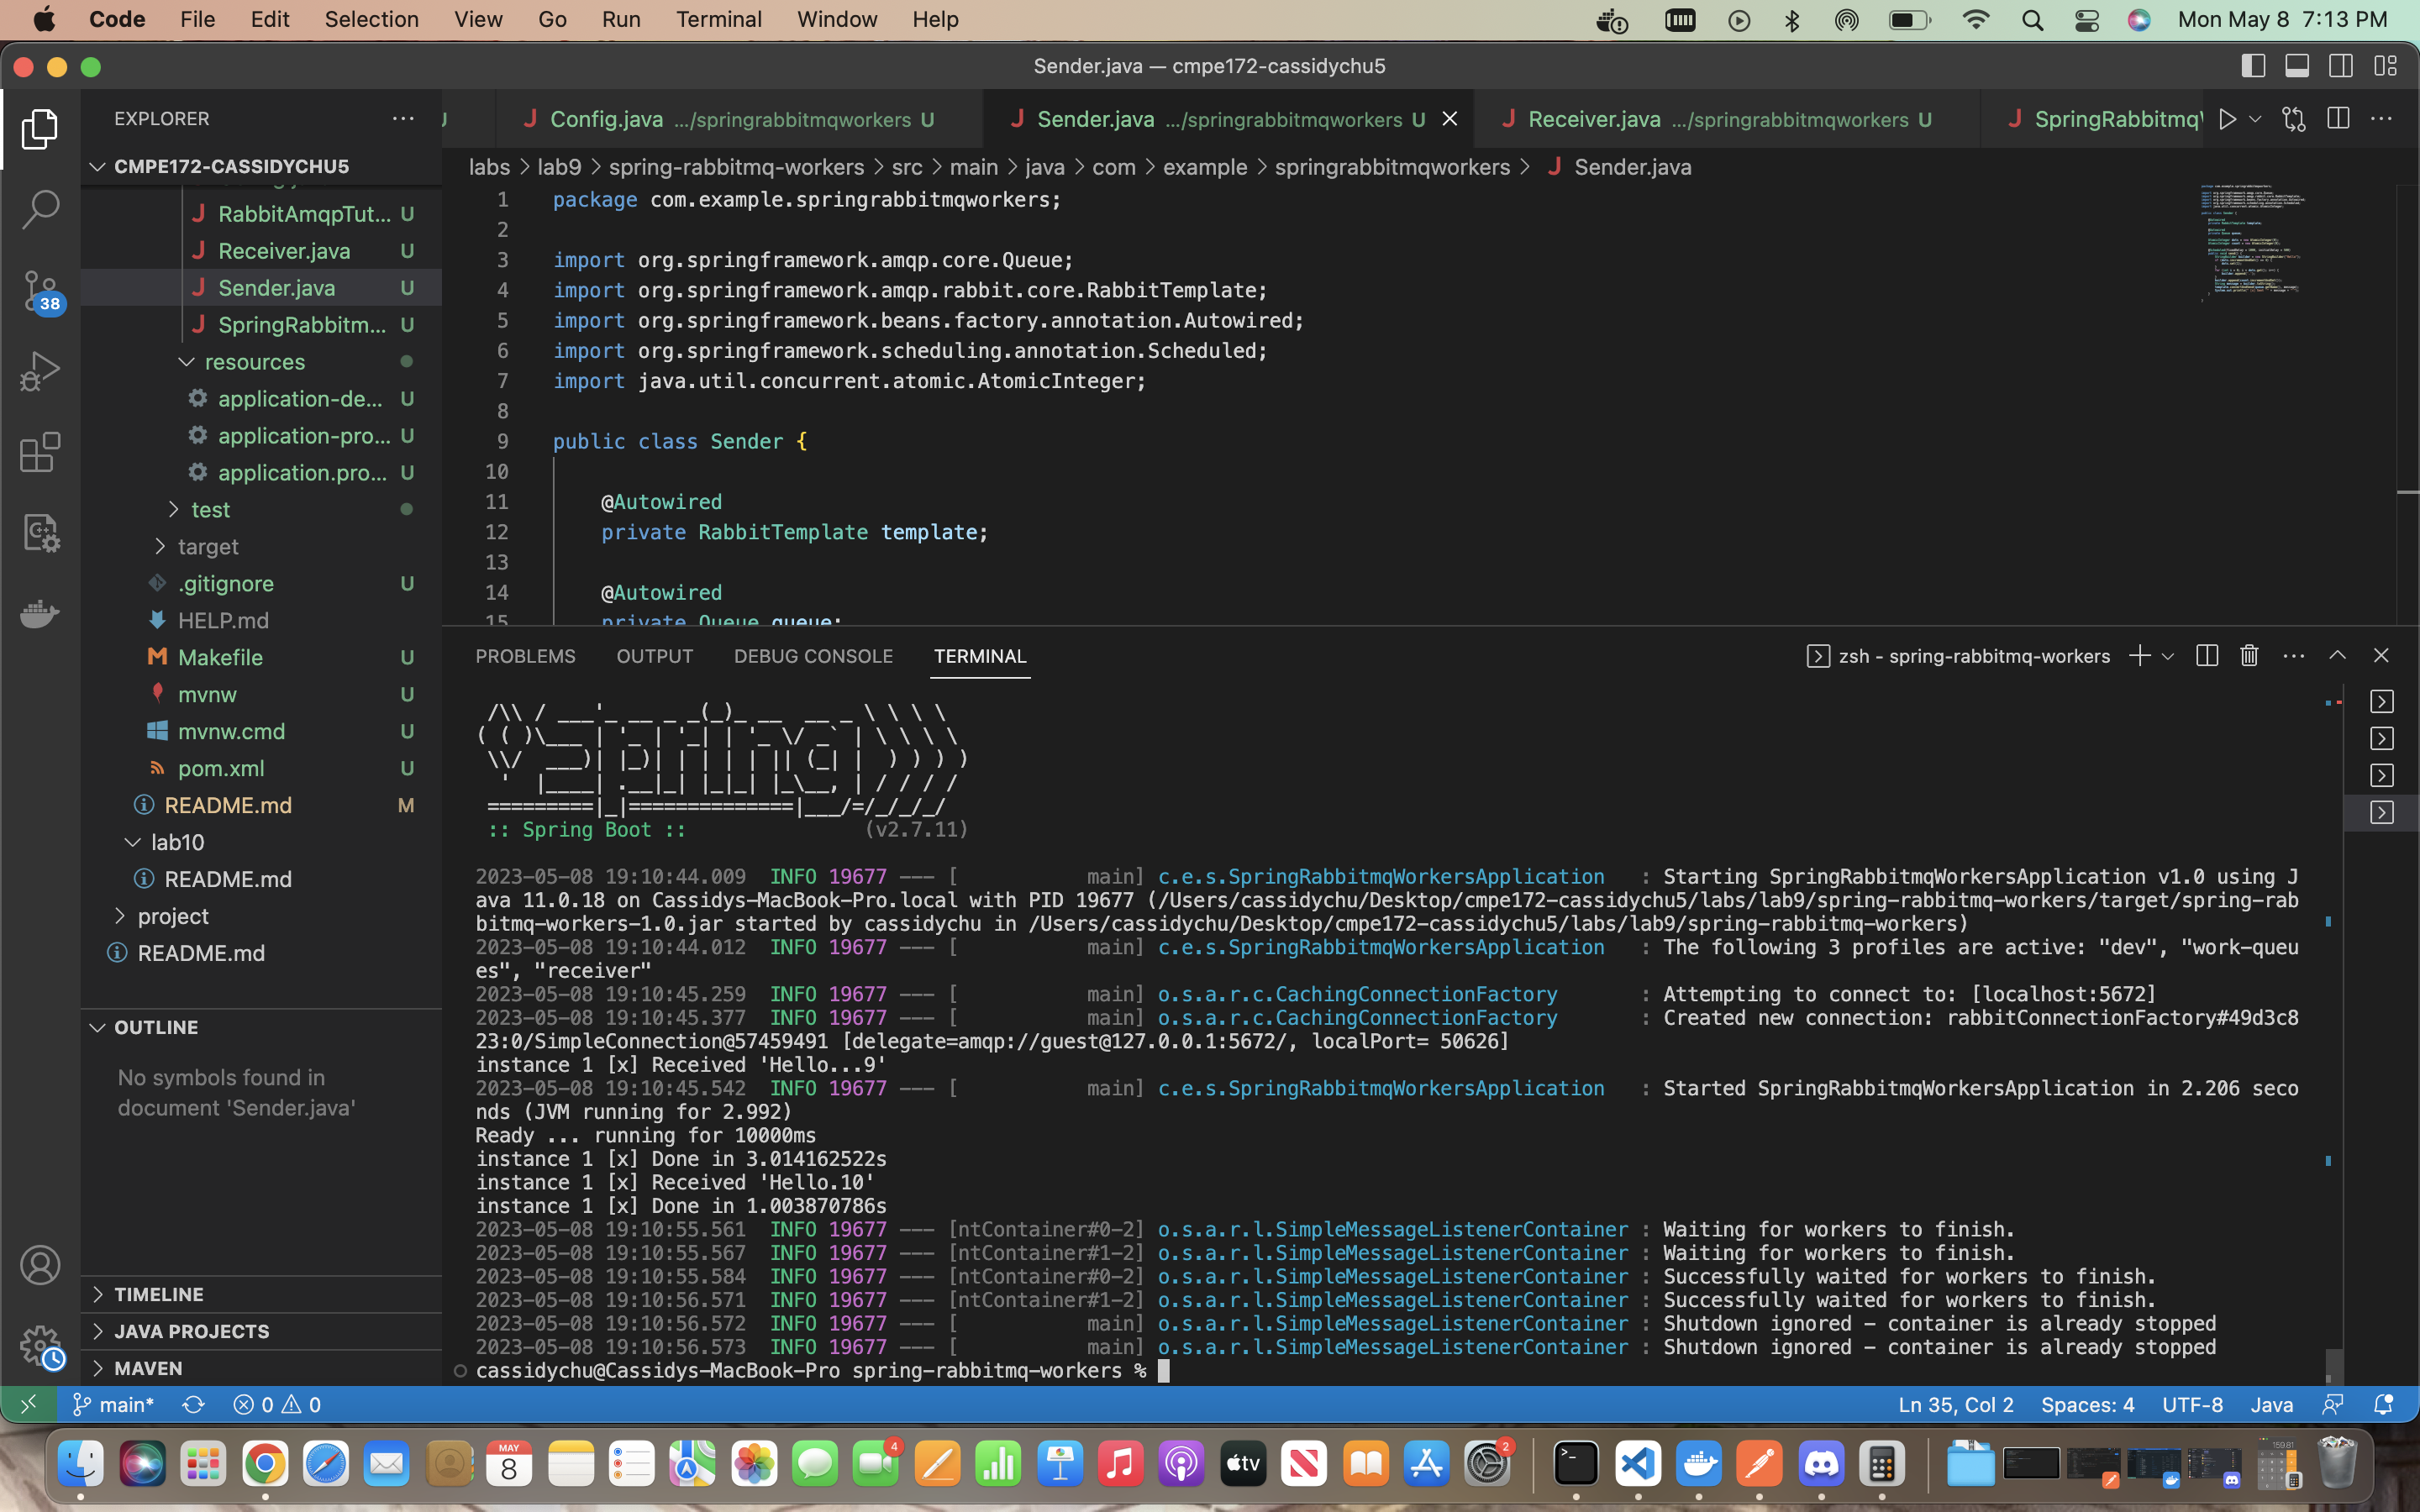 Code File Edit Selection View Go Run Terminal Window Help Mon May 8 7:13 PM
Sender.java — cmpe172-cassidychu5
EXPLORER
CMPE172-CASSIDYCHU5
RabbitAmqpTut... U
Receiver.java U
Sender.java U
SpringRabbitm... U
resources
application-de... U
application-pro... U
application.pro... U
test
target
.gitignore U
HELP.md
Makefile U
mvnw U
mvnw.cmd U
pom.xml U
README.md M
lab10
README.md
project
README.md
OUTLINE
No symbols found in
document 'Sender.java'
TIMELINE
JAVA PROJECTS
MAVEN
38
Config.java .../springrabbitmqworkers U
Sender.java .../springrabbitmqworkers U
Receiver.java .../springrabbitmqworkers U
SpringRabbitmq
labs > lab9 > spring-rabbitmq-workers > src > main > java > com > example > springrabbitmqworkers > Sender.java
1 package com.example.springrabbitmqworkers;
2
3 import org.springframework.amqp.core.Queue;
4 import org.springframework.amqp.rabbit.core.RabbitTemplate;
5 import org.springframework.beans.factory.annotation.Autowired;
6 import org.springframework.scheduling.annotation.Scheduled;
7 import java.util.concurrent.atomic.AtomicInteger;
8
9 public class Sender {
10
11 @Autowired
12 private RabbitTemplate template;
13
14 @Autowired
15 private Queue queue;
PROBLEMS OUTPUT DEBUG CONSOLE TERMINAL zsh - spring-rabbitmq-workers
 /\\ / ___'_ __ _ _(_)_ __  __ _ \ \ \ \
( ( )\___ | '_ | '_| | '_ \/ _` | \ \ \ \
 \\/  ___)| |_)| | | | | || (_| |  ) ) ) )
  '  |____| .__|_| |_|_| |_\__, | / / / /
 =========|_|==============|___/=/_/_/_/
 :: Spring Boot ::                (v2.7.11)
2023-05-08 19:10:44.009 INFO 19677 --- [ main] c.e.s.SpringRabbitmqWorkersApplication : Starting SpringRabbitmqWorkersApplication v1.0 using J
ava 11.0.18 on Cassidys-MacBook-Pro.local with PID 19677 (/Users/cassidychu/Desktop/cmpe172-cassidychu5/labs/lab9/spring-rabbitmq-workers/target/spring-rab
bitmq-workers-1.0.jar started by cassidychu in /Users/cassidychu/Desktop/cmpe172-cassidychu5/labs/lab9/spring-rabbitmq-workers)
2023-05-08 19:10:44.012 INFO 19677 --- [ main] c.e.s.SpringRabbitmqWorkersApplication : The following 3 profiles are active: "dev", "work-queu
es", "receiver"
2023-05-08 19:10:45.259 INFO 19677 --- [ main] o.s.a.r.c.CachingConnectionFactory : Attempting to connect to: [localhost:5672]
2023-05-08 19:10:45.377 INFO 19677 --- [ main] o.s.a.r.c.CachingConnectionFactory : Created new connection: rabbitConnectionFactory#49d3c8
23:0/SimpleConnection@57459491 [delegate=amqp://guest@127.0.0.1:5672/, localPort= 50626]
instance 1 [x] Received 'Hello...9'
2023-05-08 19:10:45.542 INFO 19677 --- [ main] c.e.s.SpringRabbitmqWorkersApplication : Started SpringRabbitmqWorkersApplication in 2.206 seco
nds (JVM running for 2.992)
Ready ... running for 10000ms
instance 1 [x] Done in 3.014162522s
instance 1 [x] Received 'Hello.10'
instance 1 [x] Done in 1.003870786s
2023-05-08 19:10:55.561 INFO 19677 --- [ntContainer#0-2] o.s.a.r.l.SimpleMessageListenerContainer : Waiting for workers to finish.
2023-05-08 19:10:55.567 INFO 19677 --- [ntContainer#1-2] o.s.a.r.l.SimpleMessageListenerContainer : Waiting for workers to finish.
2023-05-08 19:10:55.584 INFO 19677 --- [ntContainer#0-2] o.s.a.r.l.SimpleMessageListenerContainer : Successfully waited for workers to finish.
2023-05-08 19:10:56.571 INFO 19677 --- [ntContainer#1-2] o.s.a.r.l.SimpleMessageListenerContainer : Successfully waited for workers to finish.
2023-05-08 19:10:56.572 INFO 19677 --- [ main] o.s.a.r.l.SimpleMessageListenerContainer : Shutdown ignored - container is already stopped
2023-05-08 19:10:56.573 INFO 19677 --- [ main] o.s.a.r.l.SimpleMessageListenerContainer : Shutdown ignored - container is already stopped
cassidychu@Cassidys-MacBook-Pro spring-rabbitmq-workers %
main* 0 0 Ln 35, Col 2 Spaces: 4 UTF-8 Java
MAY
8
4
tv
2